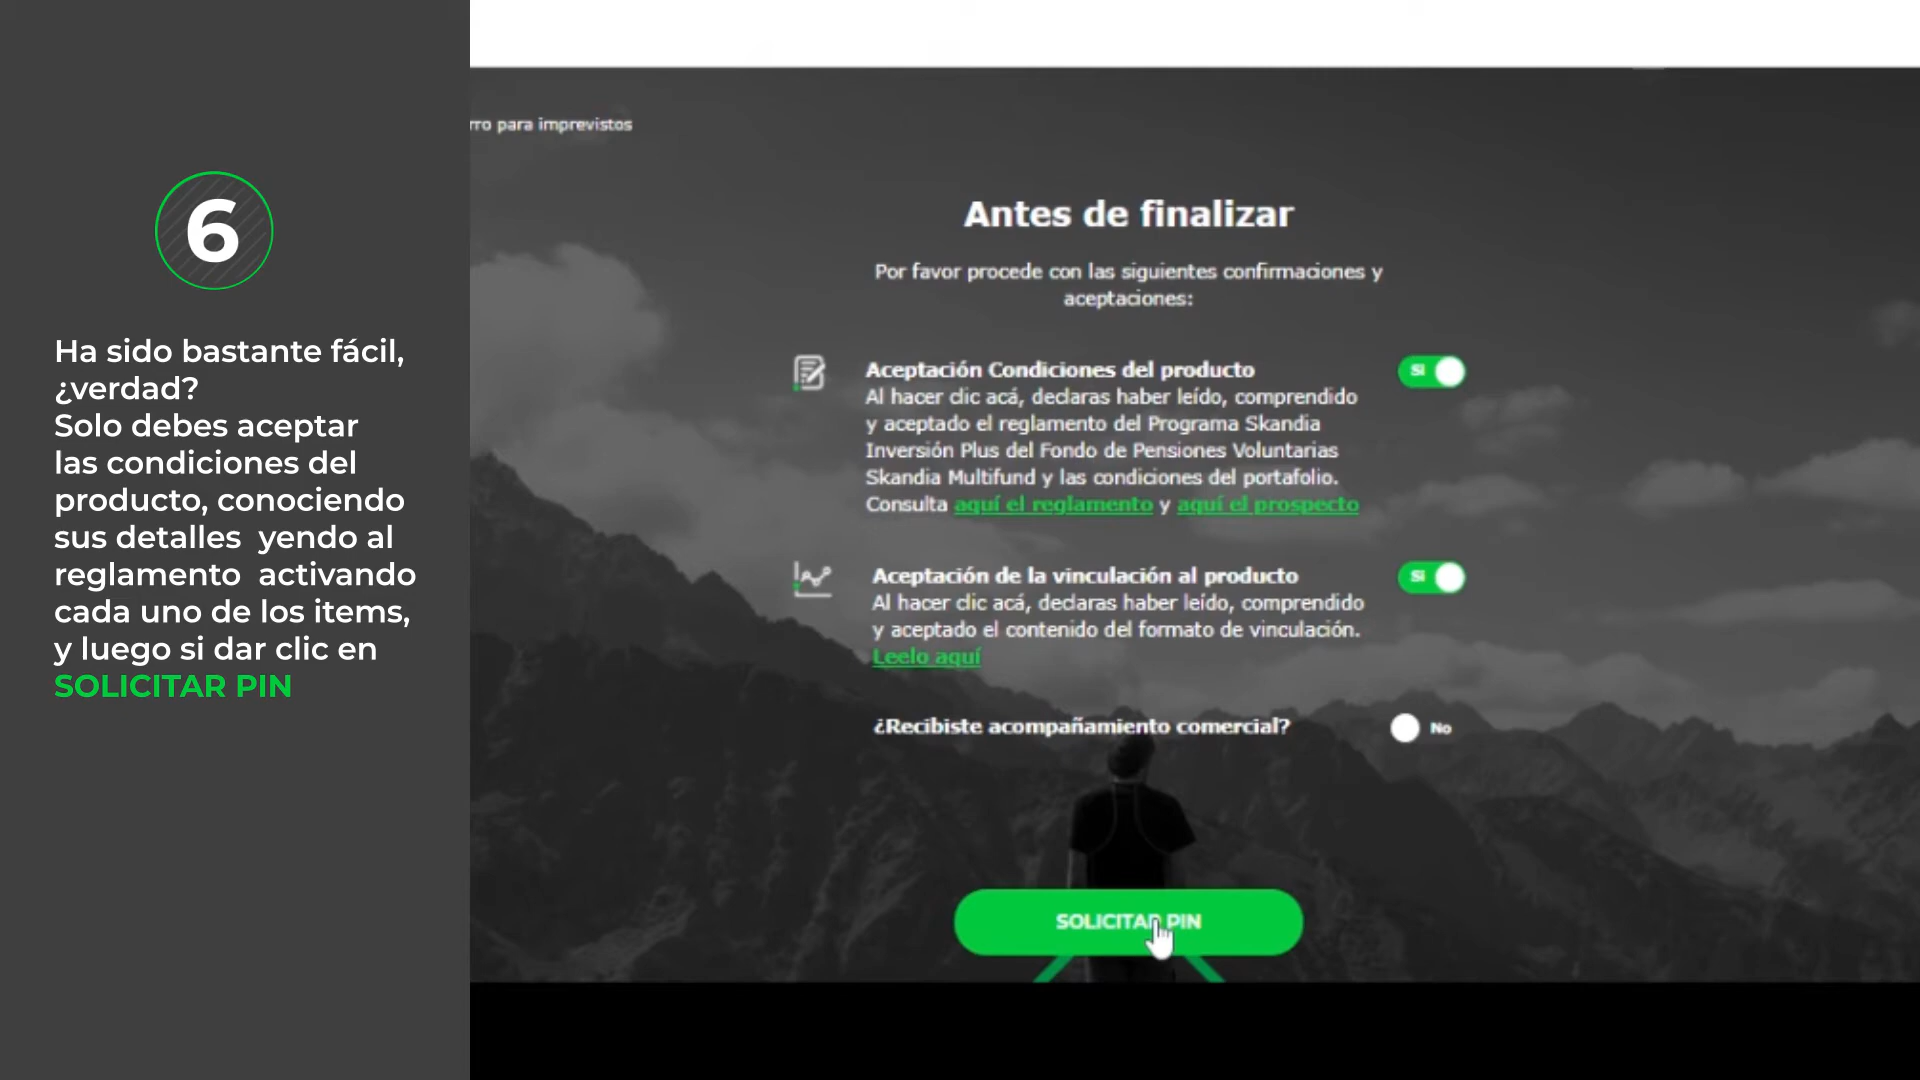 6
Ha sido bastante fácil,
¿verdad?
Solo debes aceptar
las condiciones del
producto, conociendo
sus detalles  yendo al
reglamento  activando
cada uno de los items,
y luego si dar clic en
SOLICITAR PIN
rro para imprevistos
Antes de finalizar
Por favor procede con las siguientes confirmaciones y
aceptaciones:
Aceptación Condiciones del producto
Si
Al hacer clic acá, declaras haber leído, comprendido
y aceptado el reglamento del Programa Skandia
Inversión Plus del Fondo de Pensiones Voluntarias
Skandia Multifund y las condiciones del portafolio.
Consulta aquí el reglamento y aquí el prospecto
Aceptación de la vinculación al producto
Si
Al hacer clic acá, declaras haber leído, comprendido
y aceptado el contenido del formato de vinculación.
Leelo aquí
¿Recibiste acompañamiento comercial?
No
SOLICITAR PIN